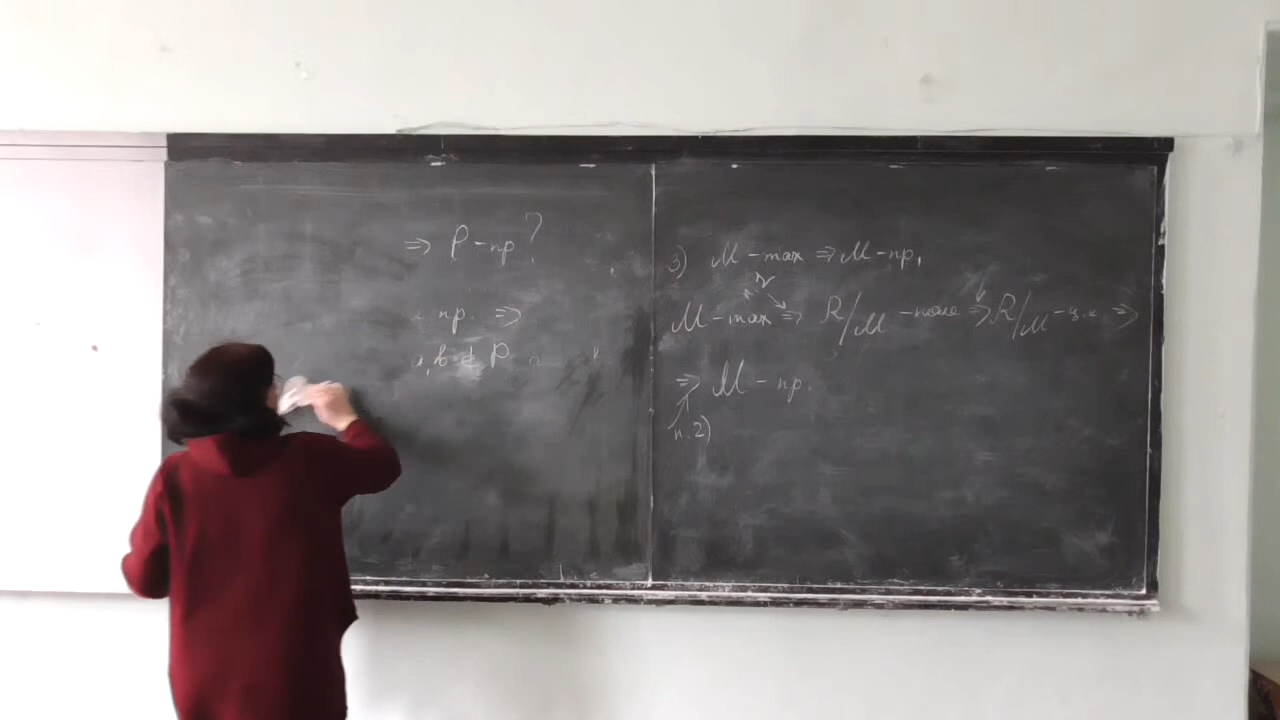 ⇒ P - пр. ?
пр. ⇒
в ∉ P
3) M - max ⇒ M - пр.
M - max ⇒ R/M - поле ⇒ R/M - ц.к. ⇒
⇒ M - пр.
п. 2)